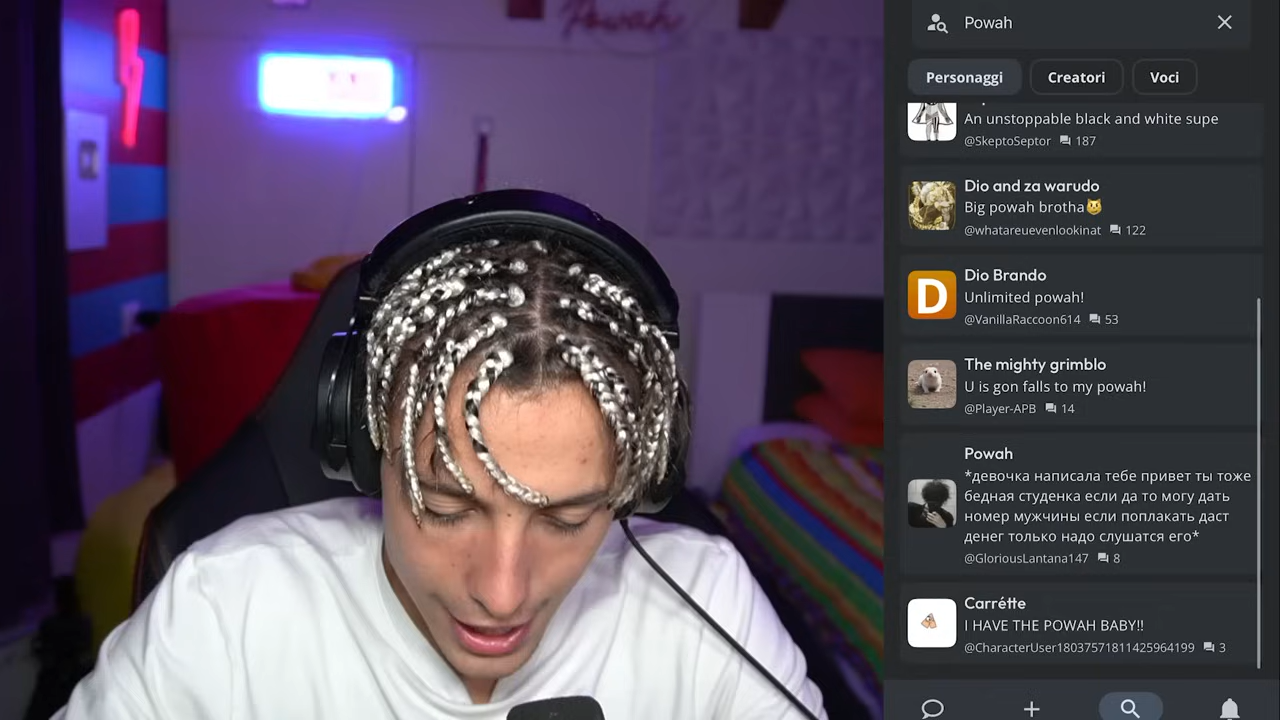 Powah
Powah
Personaggi
Creatori
Voci
An unstoppable black and white supe
@SkeptoSeptor 187
Dio and za warudo
Big powah brotha😼
@whatareuevenlookinat 122
D
Dio Brando
Unlimited powah!
@VanillaRaccoon614 53
The mighty grimblo
U is gon falls to my powah!
@Player-APB 14
Powah
*девочка написала тебе привет ты тоже
бедная студенка если да то могу дать
номер мужчины если поплакать даст
денег только надо слушатся его*
@GloriousLantana147 8
Carrétte
I HAVE THE POWAH BABY!!
@CharacterUser18037571811425964199 3